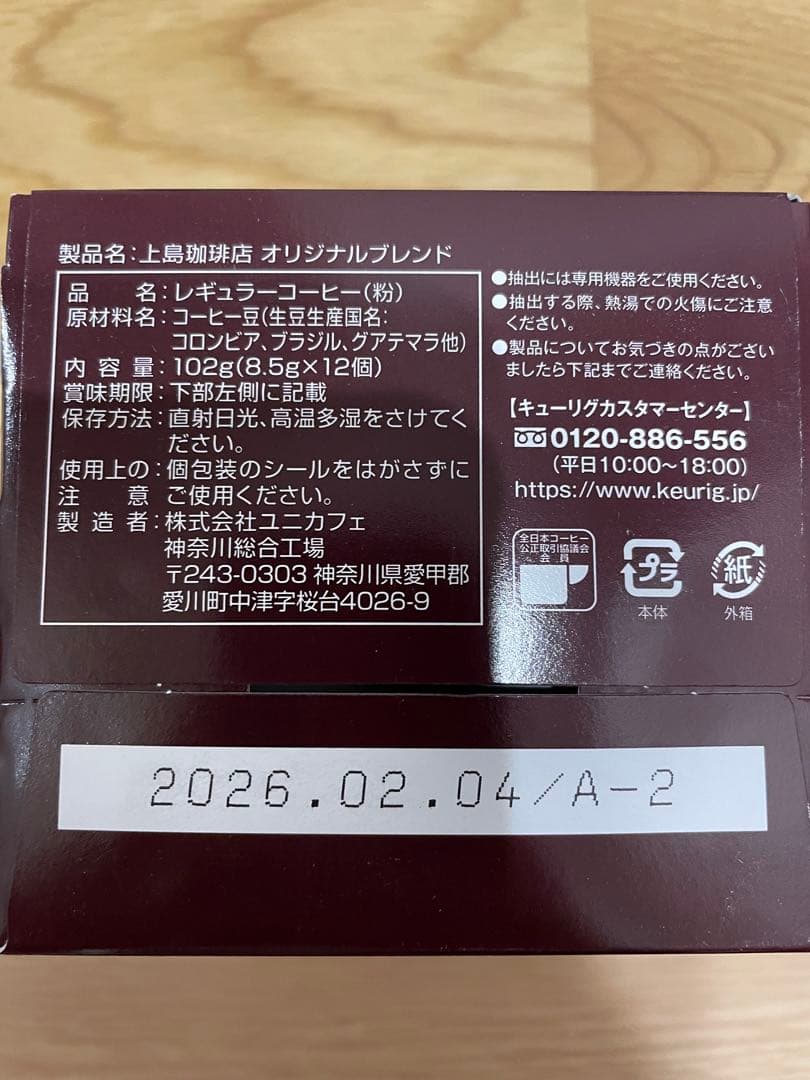 製品名:上島珈琲店 オリジナルブレンド
品　　名:レギュラーコーヒー(粉)
原材料名:コーヒー豆(生豆生産国名:
コロンビア、ブラジル、グアテマラ他)
内 容 量:102g(8.5g×12個)
賞味期限:下部左側に記載
保存方法:直射日光、高温多湿をさけてく
ださい。
使用上の:個包装のシールをはがさずに
注　　意 ご使用ください。
製 造 者:株式会社ユニカフェ
神奈川総合工場
〒243-0303 神奈川県愛甲郡
愛川町中津字桜台4026-9
●抽出には専用機器をご使用ください。
●抽出する際、熱湯での火傷にご注意
ください。
●製品についてお気づきの点がござい
ましたら下記までご連絡ください。
【キューリグカスタマーセンター】
0120-886-556
(平日10:00~18:00)
https://www.keurig.jp/
全日本コーヒー
公正取引協議会
会 員
プラ
本体
紙
外箱
2026.02.04/A-2